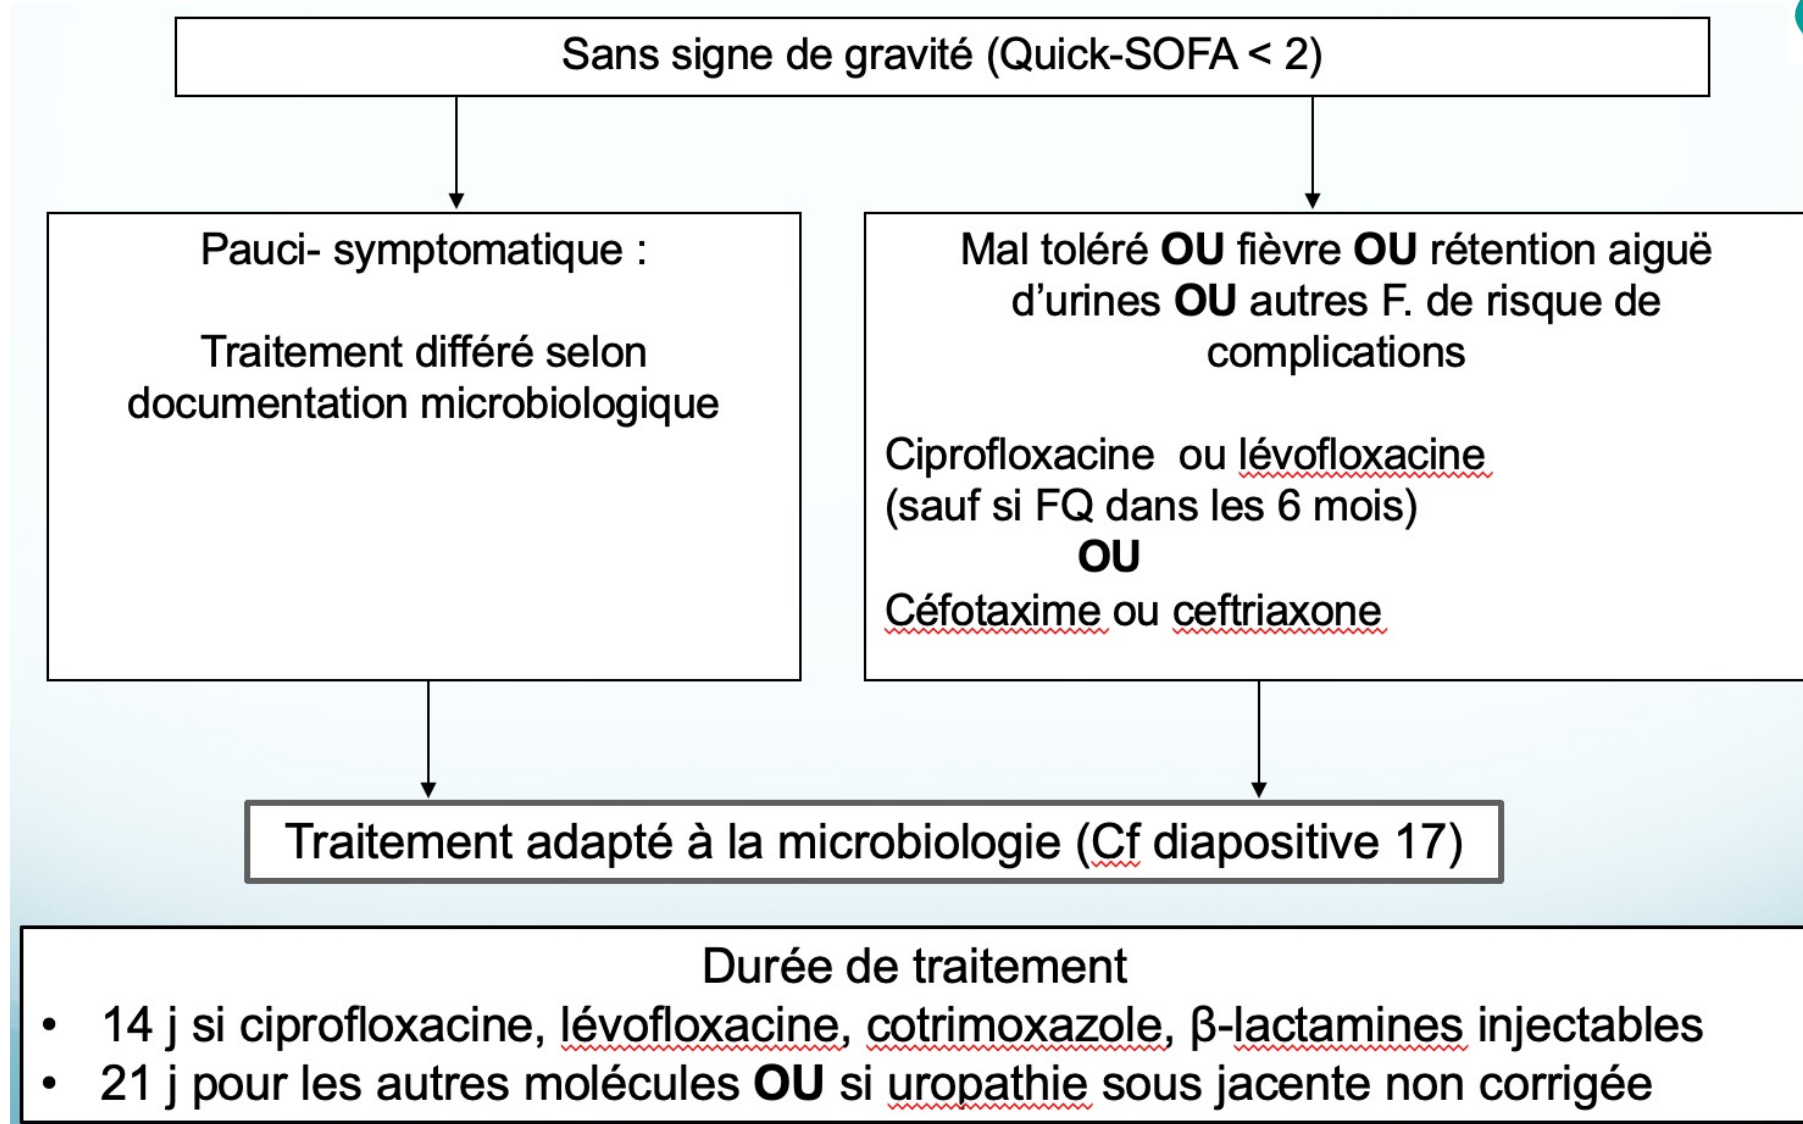 Sans signe de gravité (Quick-SOFA < 2)
Pauci- symptomatique :
Traitement différé selon
documentation microbiologique
Mal toléré OU fièvre OU rétention aiguë
d’urines OU autres F. de risque de
complications
Ciprofloxacine ou lévofloxacine
(sauf si FQ dans les 6 mois)
OU
Céfotaxime ou ceftriaxone
Traitement adapté à la microbiologie (Cf diapositive 17)
Durée de traitement
• 14 j si ciprofloxacine, lévofloxacine, cotrimoxazole, β-lactamines injectables
• 21 j pour les autres molécules OU si uropathie sous jacente non corrigée